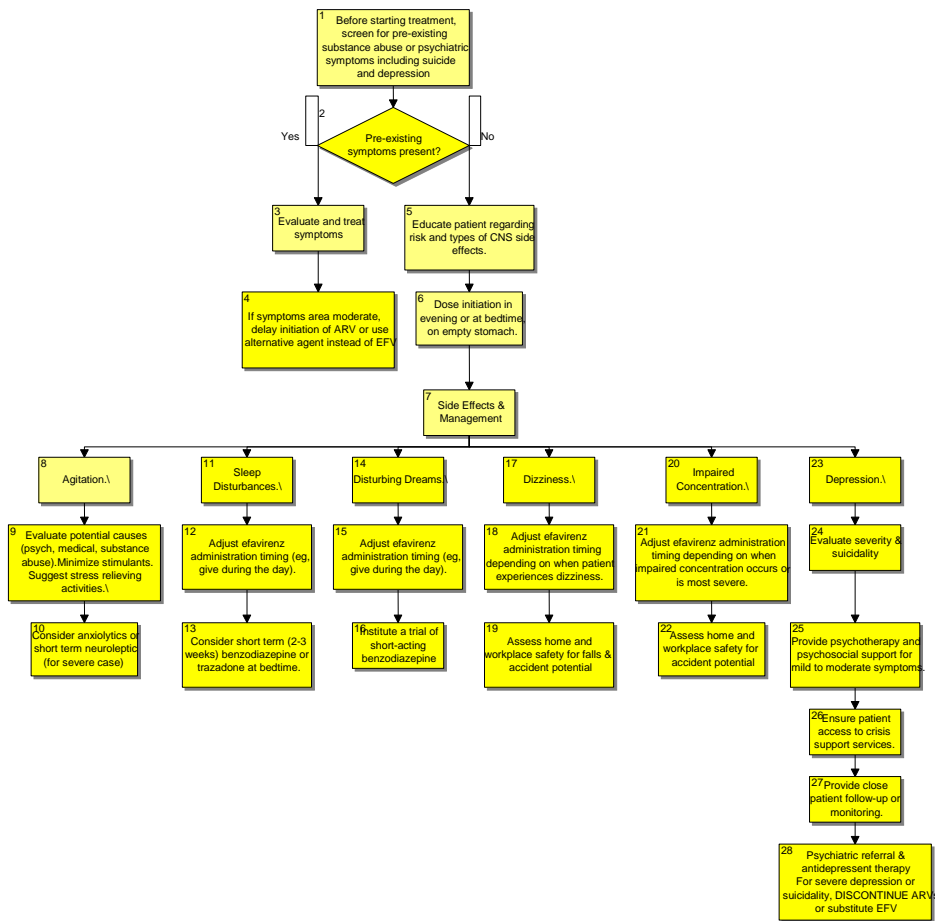 1
Before starting treatment,
screen for pre-existing
substance abuse or psychiatric
symptoms including suicide
and depression
2
Yes
No
Pre-existing
symptoms present?
3
Evaluate and treat
symptoms
5
Educate patient regarding
risk and types of CNS side
effects.
4
If symptoms area moderate,
delay initiation of ARV or use
alternative agent instead of EFV
6
Dose initiation in
evening or at bedtime,
on empty stomach.
7
Side Effects &
Management
8
Agitation.\
9
Evaluate potential causes
(psych, medical, substance
abuse).Minimize stimulants.
Suggest stress relieving
activities.\
10
Consider anxiolytics or
short term neuroleptic
(for severe case)
11
Sleep
Disturbances.\
12
Adjust efavirenz
administration timing (eg,
give during the day).
13
Consider short term (2-3
weeks) benzodiazepine or
trazadone at bedtime.
14
Disturbing Dreams.\
15
Adjust efavirenz
administration timing (eg,
give during the day).
16
Institute a trial of
short-acting
benzodiazepine
17
Dizziness.\
18
Adjust efavirenz
administration timing
depending on when patient
experiences dizziness.
19
Assess home and
workplace safety for falls &
accident potential
20
Impaired
Concentration.\
21
Adjust efavirenz administration
timing depending on when
impaired concentration occurs or
is most severe.
22
Assess home and
workplace safety for
accident potential
23
Depression.\
24
Evaluate severity &
suicidality
25
Provide psychotherapy and
psychosocial support for
mild to moderate symptoms.
26
Ensure patient
access to crisis
support services.
27
Provide close
patient follow-up or
monitoring.
28
Psychiatric referral &
antidepressent therapy
For severe depression or
suicidality, DISCONTINUE ARVs
or substitute EFV